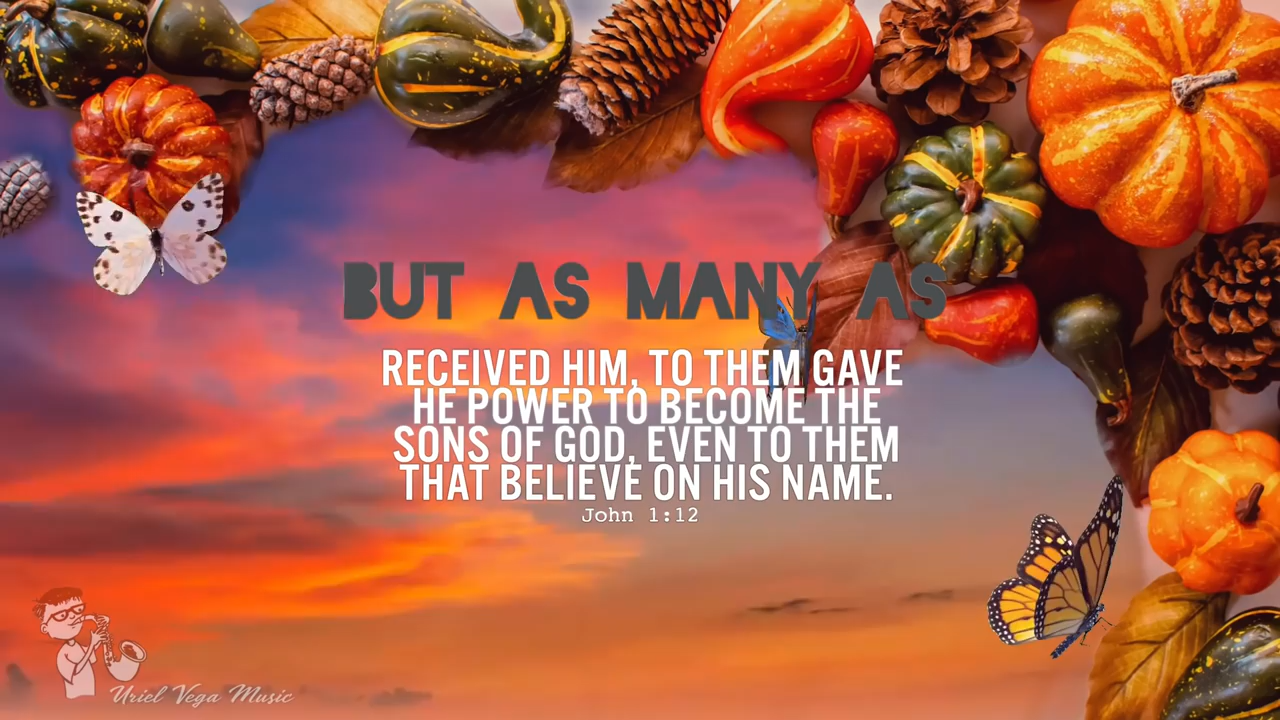 BUT AS MANY AS
RECEIVED HIM, TO THEM GAVE
HE POWER TO BECOME THE
SONS OF GOD, EVEN TO THEM
THAT BELIEVE ON HIS NAME.
John 1:12
Uriel Vega Music